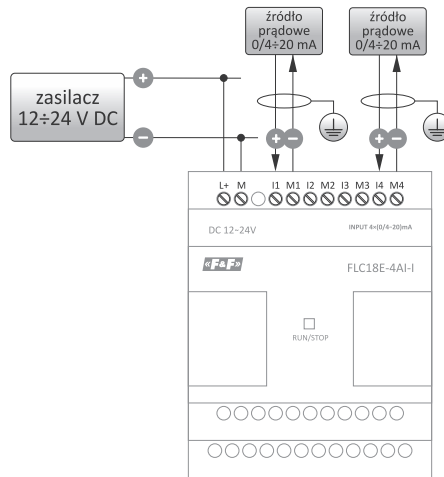 źródło
prądowe
0/4÷20 mA
źródło
prądowe
0/4÷20 mA
zasilacz
12÷24 V DC
+
−
+ − + −
L+ M I1 M1 I2 M2 I3 M3 I4 M4
DC 12-24V INPUT 4×(0/4-20)mA
«F&F» FLC18E-4AI-I
RUN/STOP